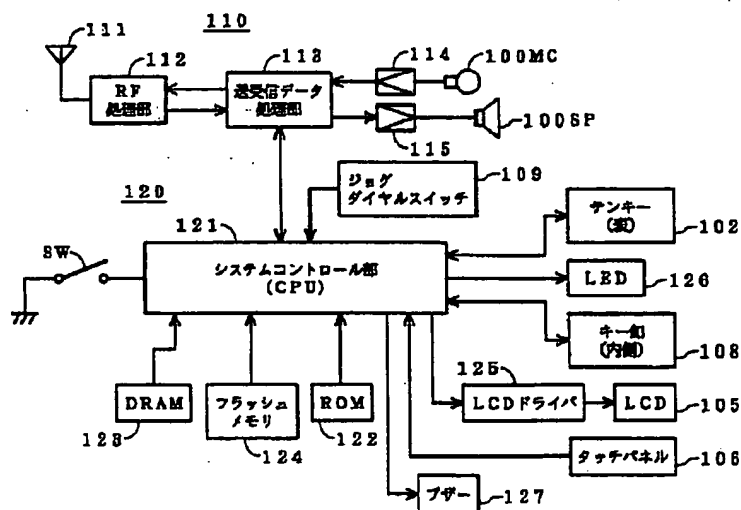 110
111
112
113
114
100MC
RF
処理部
送受信データ
処理部
100SP
115
120
ジョグ
ダイヤルスイッチ
109
121
テンキー
(表)
102
SW
システムコントロール部
(CPU)
LED
126
キー釦
(内側)
108
125
DRAM
フラッシュ
メモリ
ROM
LCDドライバ
LCD
105
123
124
122
タッチパネル
106
ブザー
127